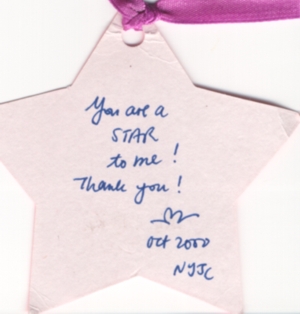 You are a
STAR
to me!
Thank you!
Oct 2000
NYJC